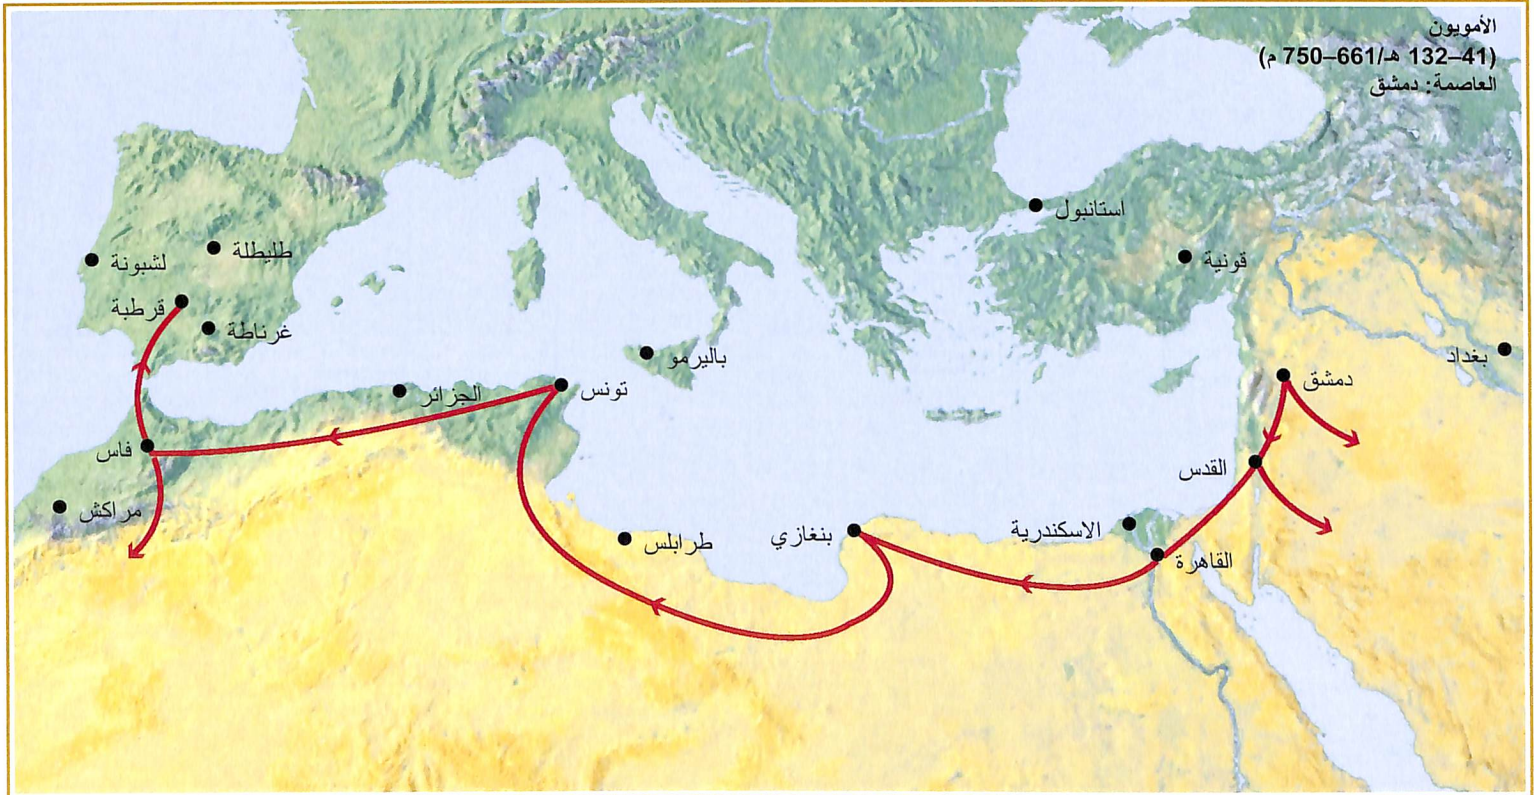 الأمويون
(41–132 هـ/661–750 م)
العاصمة: دمشق
استانبول
قونية
طليطلة
لشبونة
قرطبة
غرناطة
باليرمو
بغداد
دمشق
تونس
الجزائر
فاس
القدس
مراكش
الاسكندرية
بنغازي
طرابلس
القاهرة